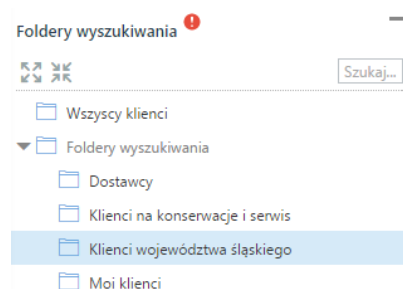 Foldery wyszukiwania
Szukaj...
Wszyscy klienci
Foldery wyszukiwania
Dostawcy
Klienci na konserwacje i serwis
Klienci województwa śląskiego
Moi klienci